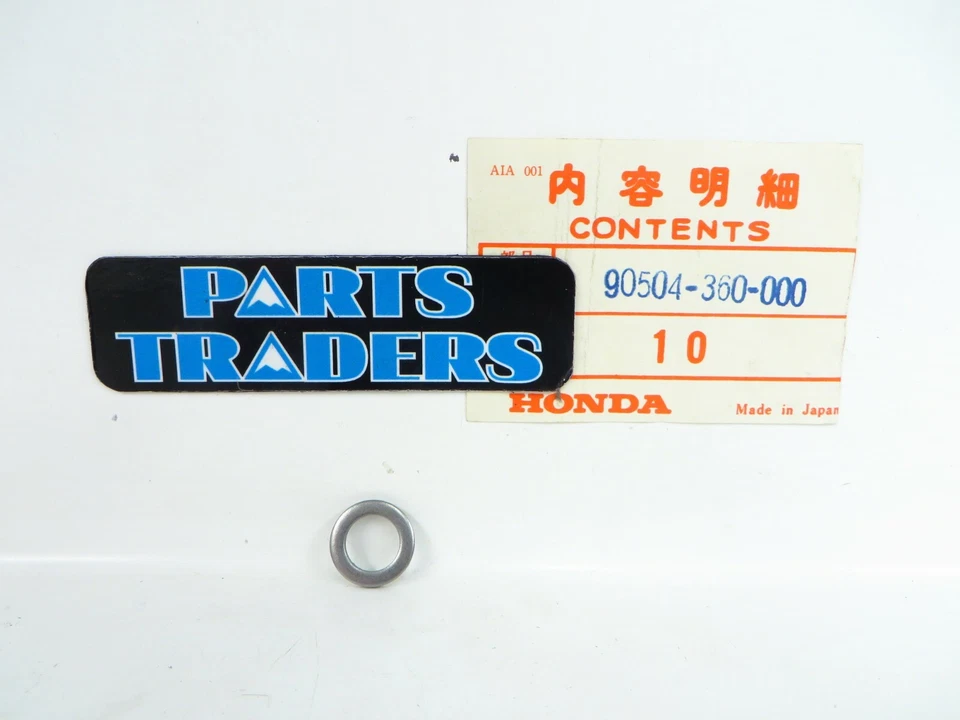 AIA 001
内容明細
CONTENTS
90504-360-000
PARTS
TRADERS
10
HONDA
Made in Japan